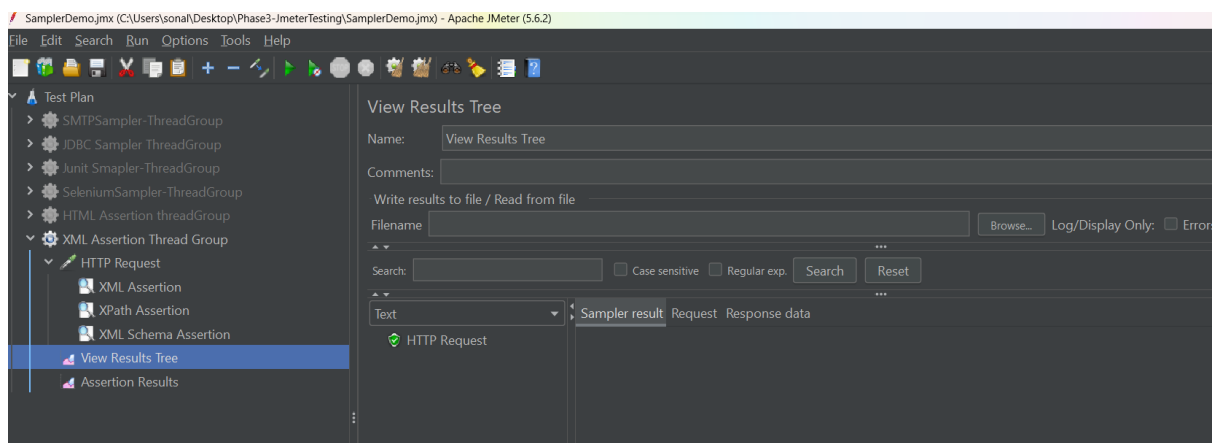 SamplerDemo.jmx (C:\Users\sonal\Desktop\Phase3-JmeterTesting\SamplerDemo.jmx) - Apache JMeter (5.6.2)
File Edit Search Run Options Tools Help
Test Plan
SMTPSampler-ThreadGroup
JDBC Sampler ThreadGroup
Junit Smapler-ThreadGroup
SeleniumSampler-ThreadGroup
HTML Assertion threadGroup
XML Assertion Thread Group
HTTP Request
XML Assertion
XPath Assertion
XML Schema Assertion
View Results Tree
Assertion Results
View Results Tree
Name: View Results Tree
Comments:
Write results to file / Read from file
Filename Browse... Log/Display Only: Errors
Search: Case sensitive Regular exp. Search Reset
Text Sampler result Request Response data
HTTP Request